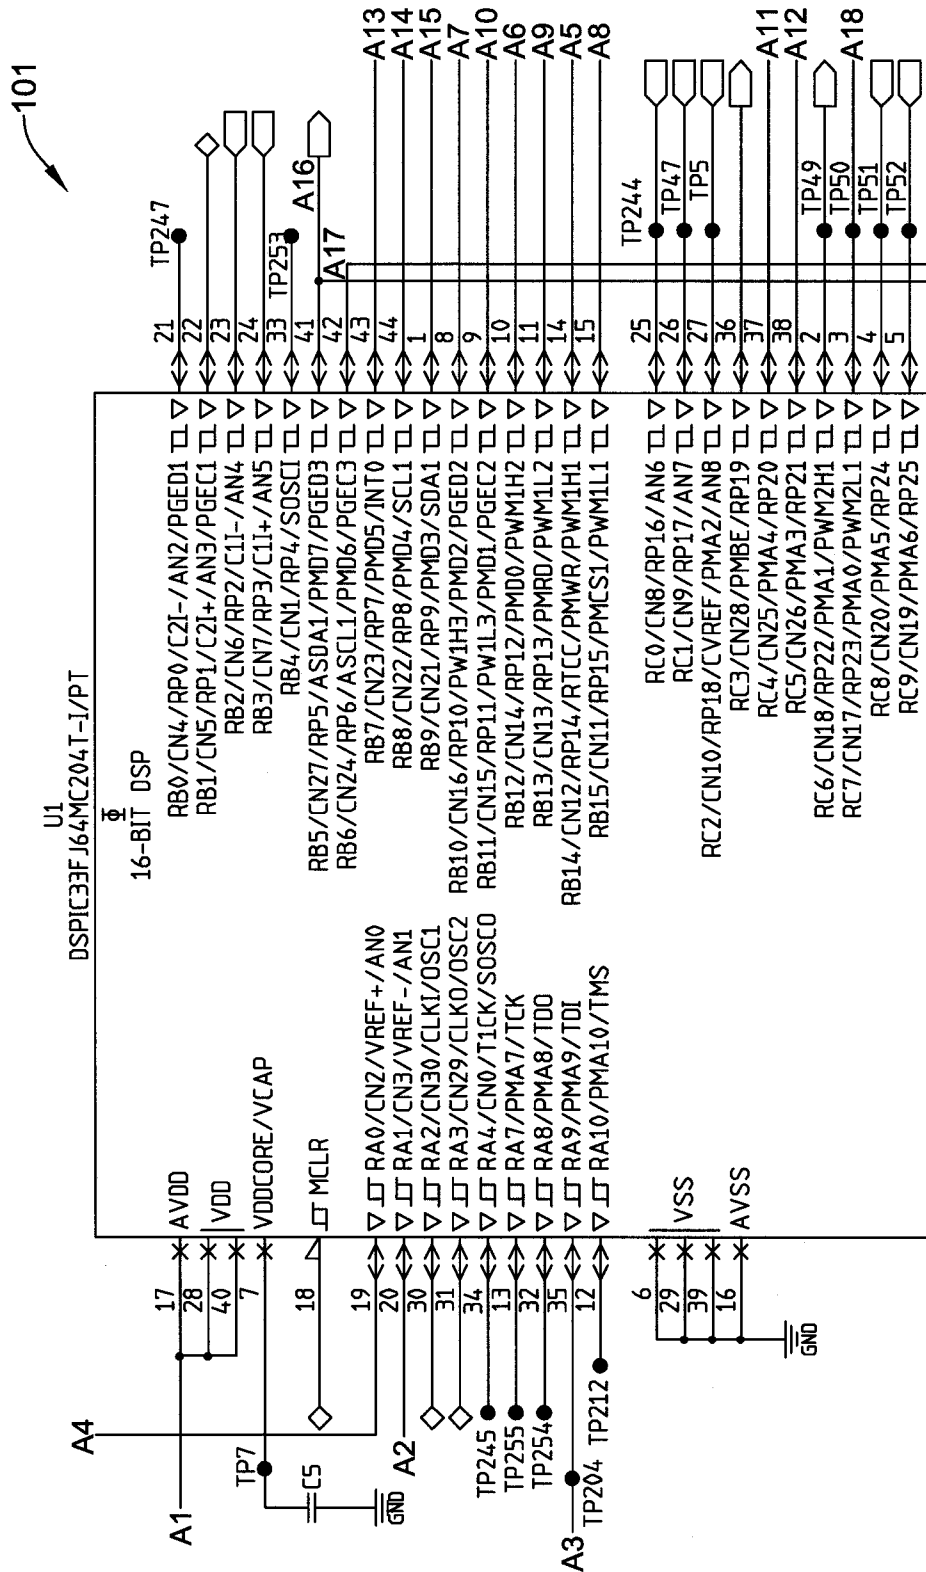 101
U1
DSPIC33FJ64MC204T-I/PT
Φ
16-BIT DSP
A1
17 AVDD
28
40 VDD
7 VDDCORE/VCAP
TP7
C5
GND
18 MCLR
A4
19 RA0/CN2/VREF+/AN0
A2
20 RA1/CN3/VREF-/AN1
30 RA2/CN30/CLKI/OSC1
31 RA3/CN29/CLKO/OSC2
TP245 34 RA4/CN0/T1CK/SOSCO
TP255 13 RA7/PMA7/TCK
TP254 32 RA8/PMA8/TDO
A3 TP204 35 RA9/PMA9/TDI
TP212 12 RA10/PMA10/TMS
6
29 VSS
39
16 AVSS
GND
RB0/CN4/RP0/C2I-/AN2/PGED1 21 TP247
RB1/CN5/RP1/C2I+/AN3/PGEC1 22
RB2/CN6/RP2/C1I-/AN4 23
RB3/CN7/RP3/C1I+/AN5 24
RB4/CN1/RP4/SOSCI 33 TP253
RB5/CN27/RP5/ASDA1/PMD7/PGED3 41 A16
RB6/CN24/RP6/ASCL1/PMD6/PGEC3 42 A17
RB7/CN23/RP7/PMD5/INT0 43 A13
RB8/CN22/RP8/PMD4/SCL1 44 A14
RB9/CN21/RP9/PMD3/SDA1 1 A15
RB10/CN16/RP10/PW1H3/PMD2/PGED2 8 A7
RB11/CN15/RP11/PW1L3/PMD1/PGEC2 9 A10
RB12/CN14/RP12/PMD0/PWM1H2 10 A6
RB13/CN13/RP13/PMRD/PWM1L2 11 A9
RB14/CN12/RP14/RTCC/PMWR/PWM1H1 14 A5
RB15/CN11/RP15/PMCS1/PWM1L1 15 A8
RC0/CN8/RP16/AN6 25 TP244
RC1/CN9/RP17/AN7 26 TP47
RC2/CN10/RP18/CVREF/PMA2/AN8 27 TP5
RC3/CN28/PMBE/RP19 36
RC4/CN25/PMA4/RP20 37 A11
RC5/CN26/PMA3/RP21 38 A12
RC6/CN18/RP22/PMA1/PWM2H1 2 TP49
RC7/CN17/RP23/PMA0/PWM2L1 3 TP50 A18
RC8/CN20/PMA5/RP24 4 TP51
RC9/CN19/PMA6/RP25 5 TP52